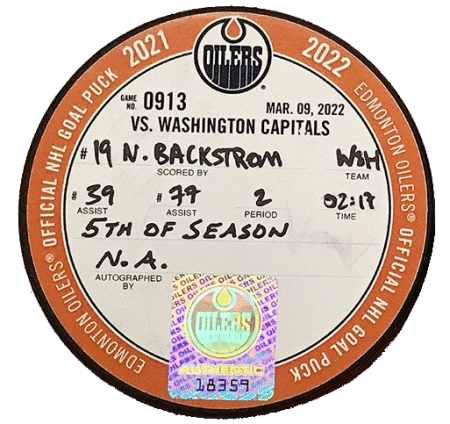 OFFICIAL NHL GOAL PUCK 2021
2022 EDMONTON OILERS® OFFICIAL NHL GOAL PUCK
EDMONTON OILERS®
OILERS
GAME NO. 0913
MAR. 09, 2022
VS. WASHINGTON CAPITALS
# 19 N. BACKSTROM WSH
SCORED BY TEAM
# 39 # 74 2 02:17
ASSIST ASSIST PERIOD TIME
5TH OF SEASON
N.A.
AUTOGRAPHED BY
OILERS
AUTHENTIC
18359